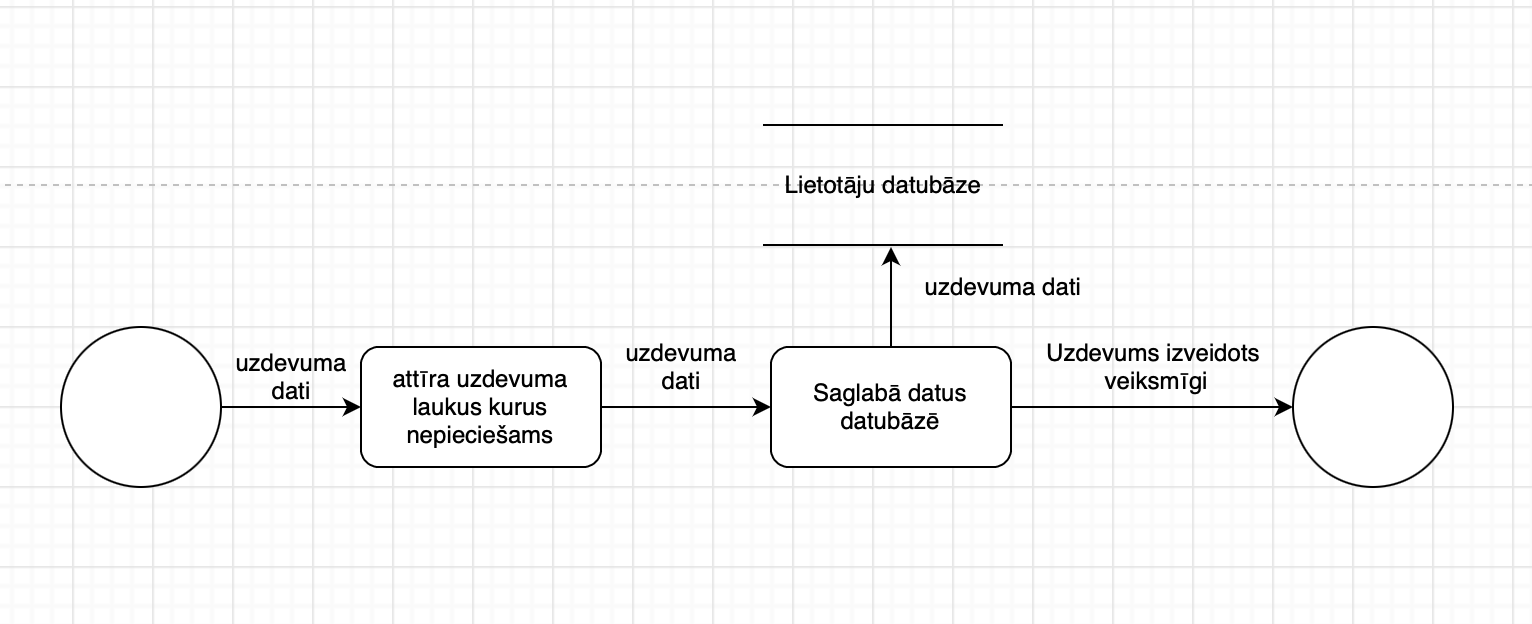 Lietotāju datubāze
uzdevuma dati
uzdevuma
dati
attīra uzdevuma
laukus kurus
nepieciešams
uzdevuma
dati
Saglabā datus
datubāzē
Uzdevums izveidots
veiksmīgi